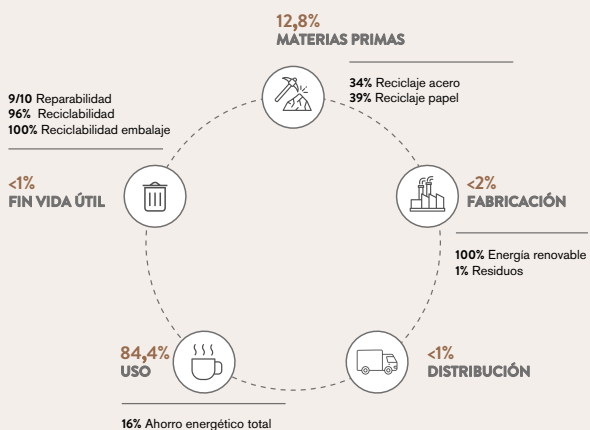 12,8%
MATERIAS PRIMAS
34% Reciclaje acero
39% Reciclaje papel
<2%
FABRICACIÓN
100% Energía renovable
1% Residuos
<1%
DISTRIBUCIÓN
84,4%
USO
16% Ahorro energético total
9/10 Reparabilidad
96% Reciclabilidad
100% Reciclabilidad embalaje
<1%
FIN VIDA ÚTIL